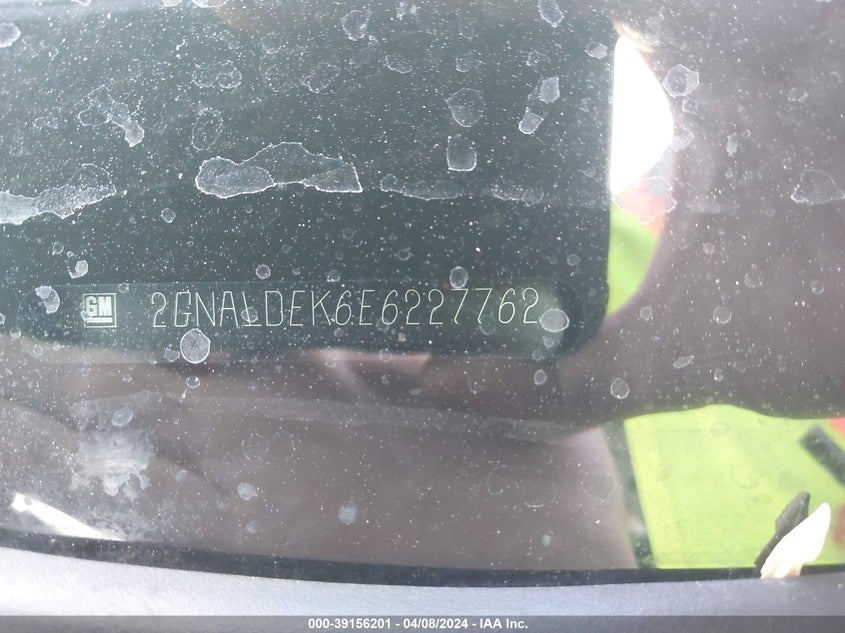 GM 2GNALDEK6E6227762
000-39156201 - 04/08/2024 - IAA Inc.